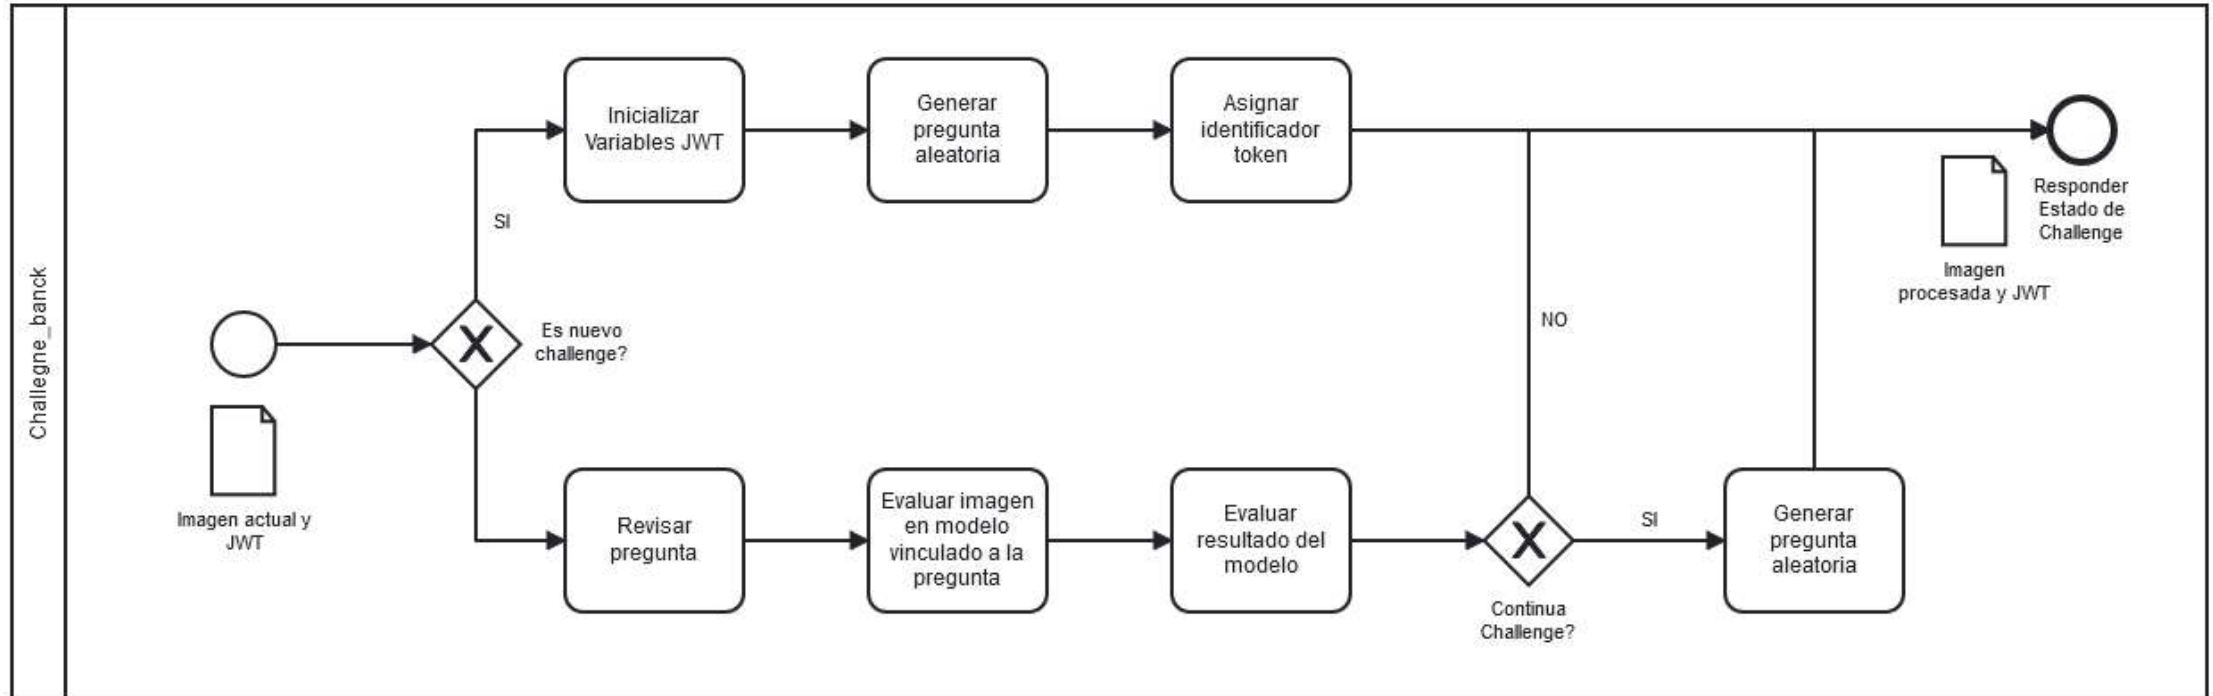 Challegne_banck
Inicializar
Variables JWT
Generar
pregunta
aleatoria
Asignar
identificador
token
Responder
Estado de
Challenge
Imagen
procesada y JWT
SI
Es nuevo
challenge?
NO
Imagen actual y
JWT
Revisar
pregunta
Evaluar imagen
en modelo
vinculado a la
pregunta
Evaluar
resultado del
modelo
Continua
Challenge?
SI
Generar
pregunta
aleatoria